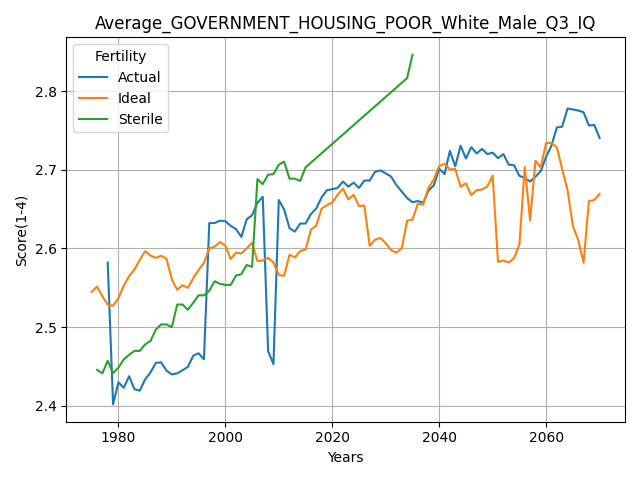 Average_GOVERNMENT_HOUSING_POOR_White_Male_Q3_IQ
Fertility
Actual
Ideal
Sterile
Score(1-4)
2.8
2.7
2.6
2.5
2.4
1980 2000 2020 2040 2060
Years